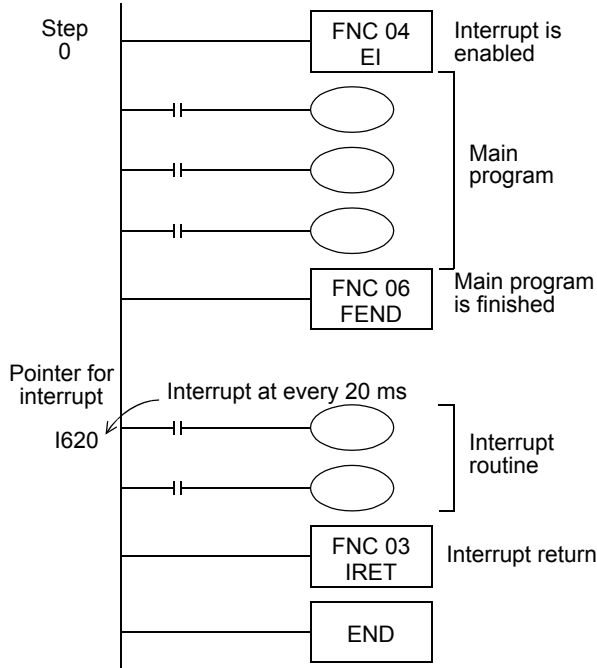 Step
0
FNC 04
EI
Interrupt is
enabled
Main
program
FNC 06
FEND
Main program
is finished
Pointer for
interrupt
Interrupt at every 20 ms
I620
Interrupt
routine
FNC 03
IRET
Interrupt return
END